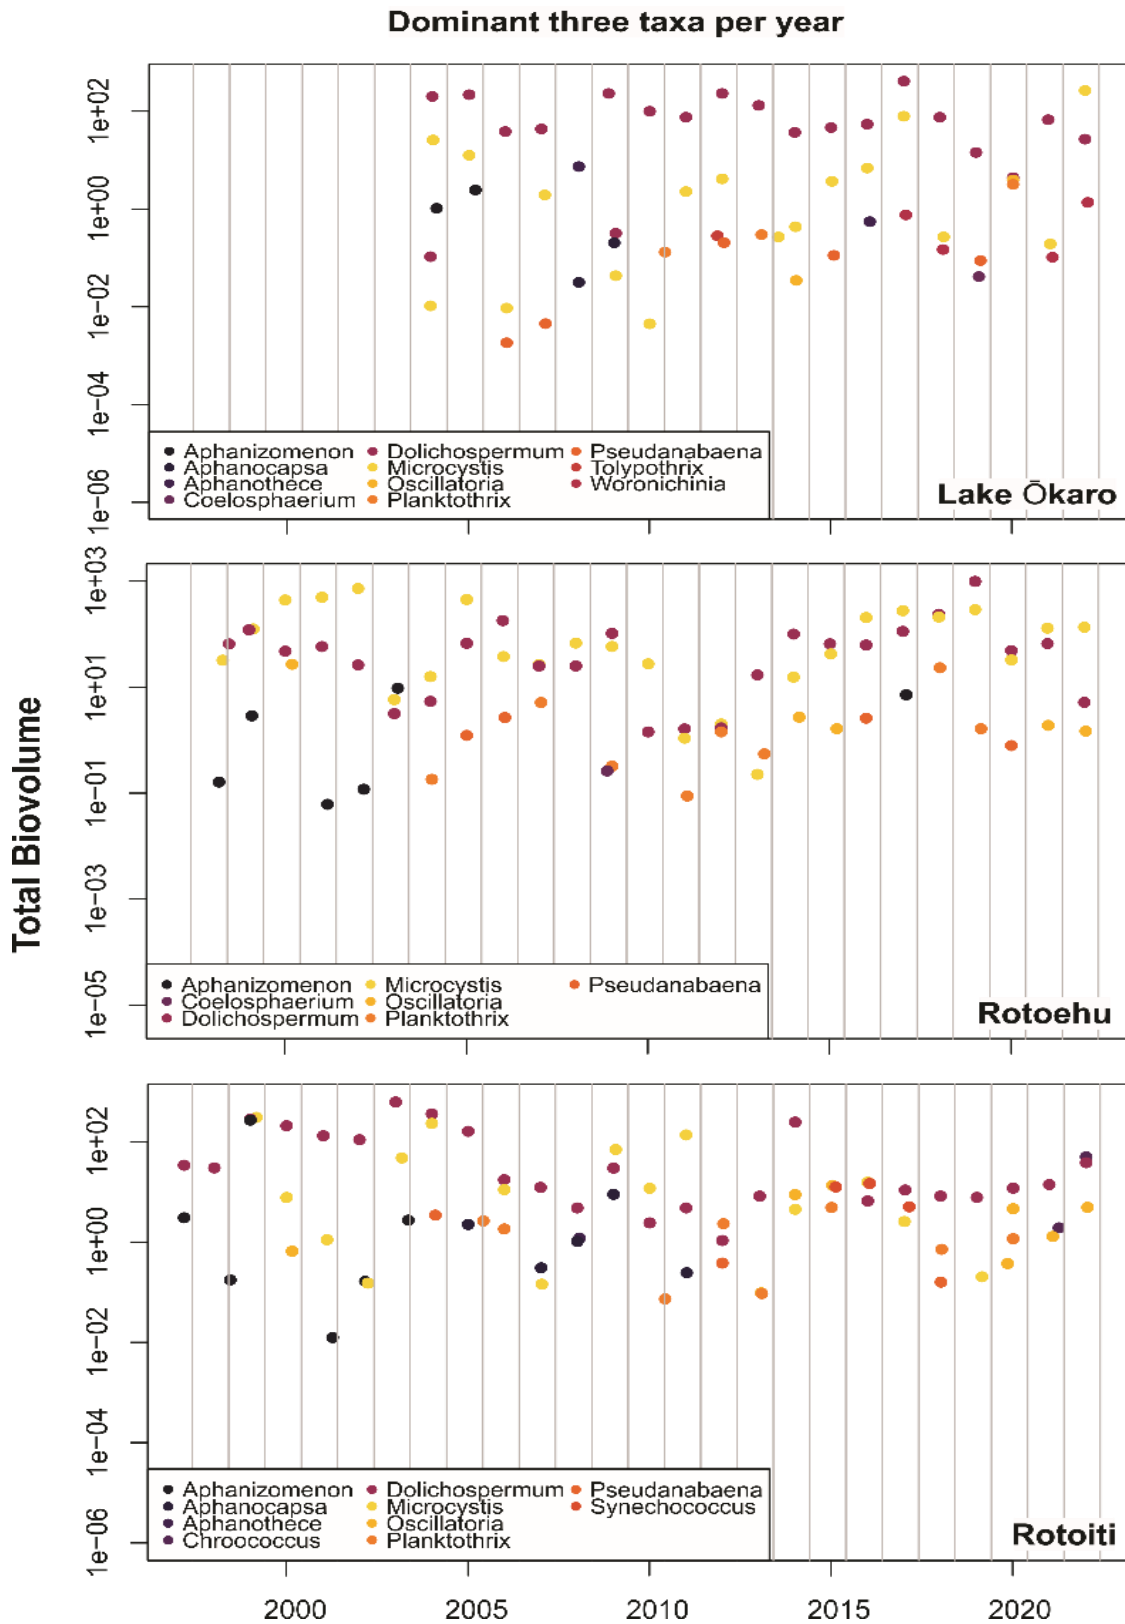 Dominant three taxa per year
Total Biovolume
1e+02
1e+00
1e−02
1e−04
1e−06
Aphanizomenon Dolichospermum Pseudanabaena
Aphanocapsa Microcystis Tolypothrix
Aphanothece Oscillatoria Woronichinia
Coelosphaerium Planktothrix
Lake Ōkaro
1e+03
1e+01
1e−01
1e−03
1e−05
Aphanizomenon Microcystis Pseudanabaena
Coelosphaerium Oscillatoria
Dolichospermum Planktothrix
Rotoehu
1e+02
1e+00
1e−02
1e−04
1e−06
Aphanizomenon Dolichospermum Pseudanabaena
Aphanocapsa Microcystis Synechococcus
Aphanothece Oscillatoria
Chroococcus Planktothrix
Rotoiti
2000 2005 2010 2015 2020